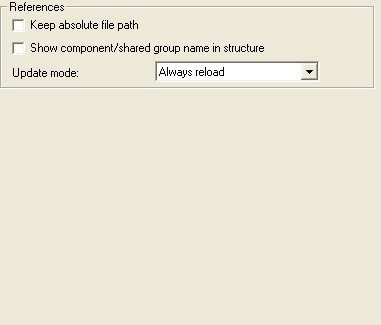 References
Keep absolute file path
Show component/shared group name in structure
Update mode: Always reload